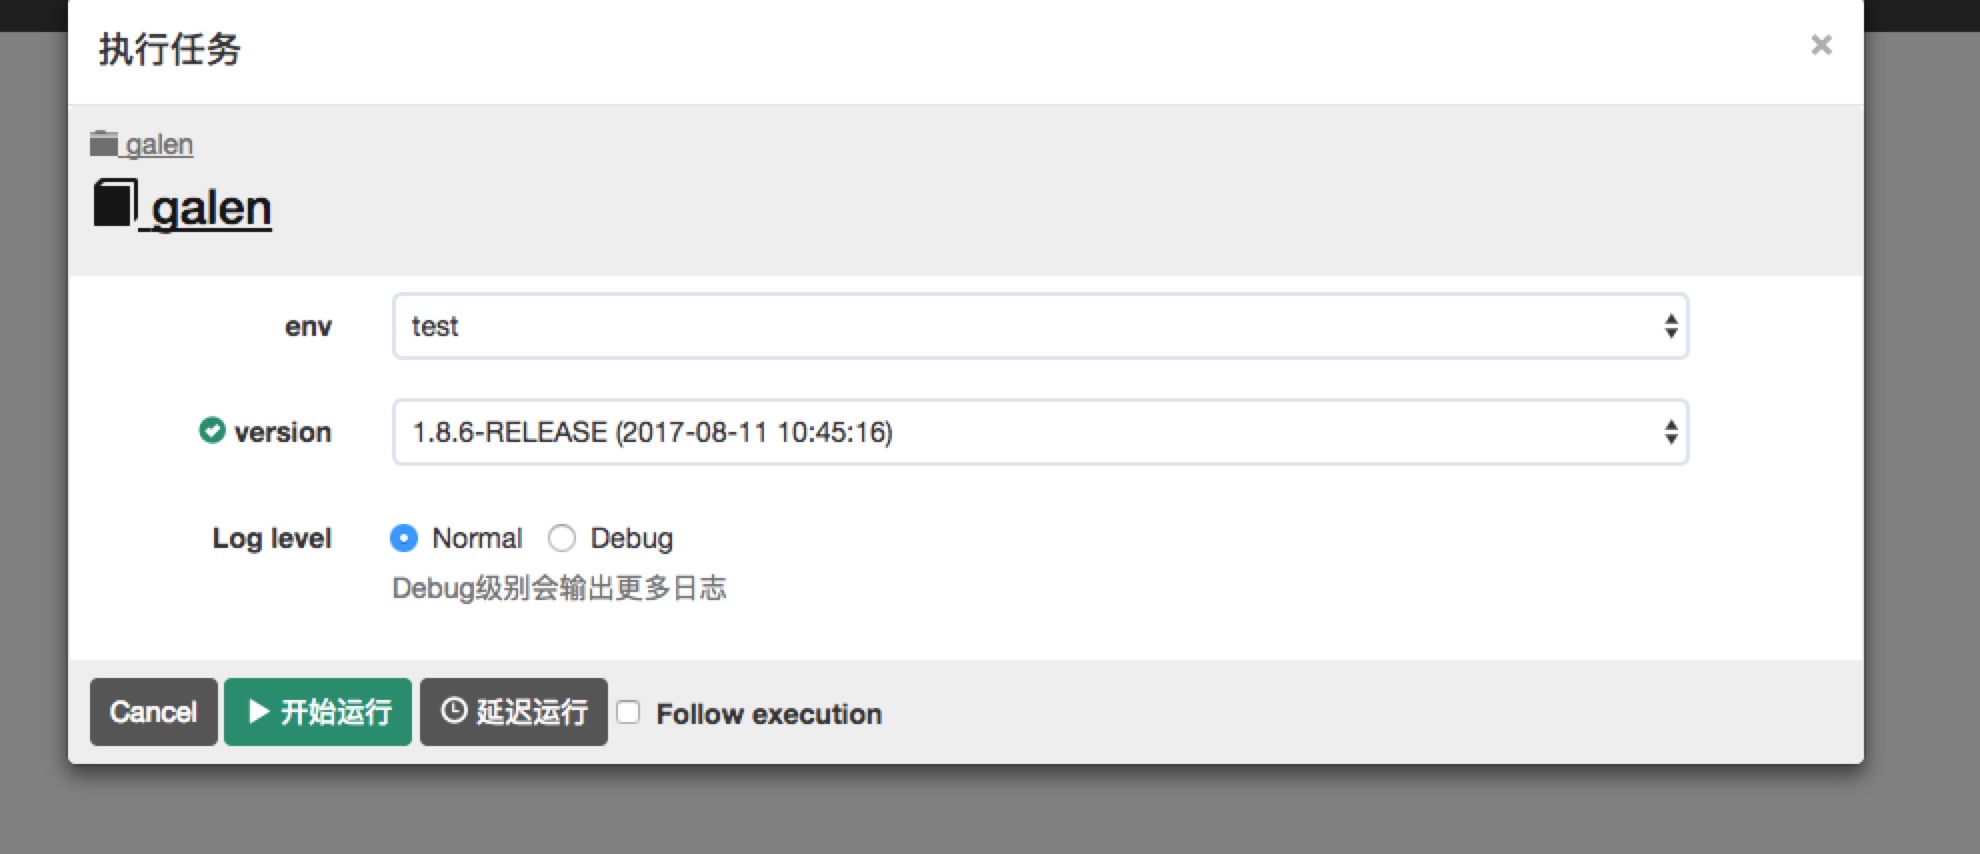 执行任务
galen
galen
env test
version 1.8.6-RELEASE (2017-08-11 10:45:16)
Log level Normal Debug
Debug级别会输出更多日志
Cancel 开始运行 延迟运行 Follow execution